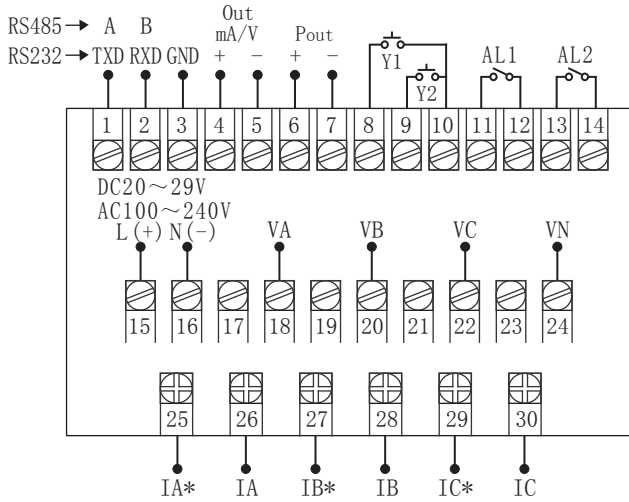 Out
RS485→ A B mA/V Pout
RS232→TXD RXD GND + − + − Y1 Y2 AL1 AL2
1 2 3 4 5 6 7 8 9 10 11 12 13 14
DC20～29V
AC100～240V
L(+) N(-) VA VB VC VN
15 16 17 18 19 20 21 22 23 24
25 26 27 28 29 30
IA* IA IB* IB IC* IC